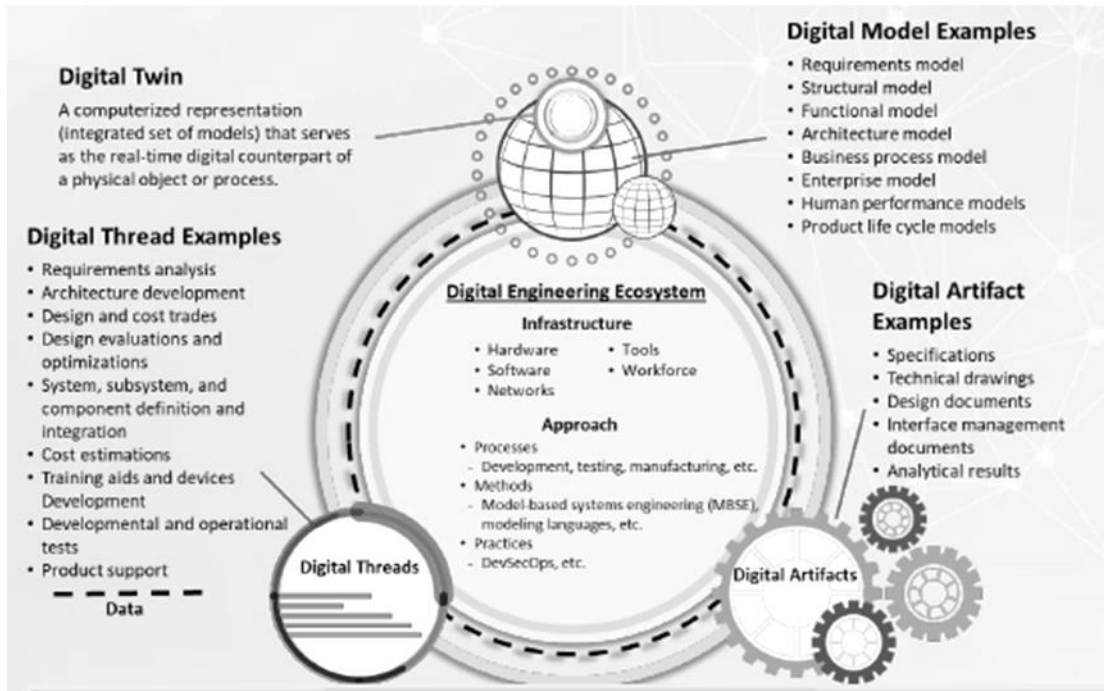 Digital Twin
A computerized representation
(integrated set of models) that serves
as the real-time digital counterpart of
a physical object or process.
Digital Model Examples
• Requirements model
• Structural model
• Functional model
• Architecture model
• Business process model
• Enterprise model
• Human performance models
• Product life cycle models
Digital Thread Examples
• Requirements analysis
• Architecture development
• Design and cost trades
• Design evaluations and
optimizations
• System, subsystem, and
component definition and
integration
• Cost estimations
• Training aids and devices
Development
• Developmental and operational
tests
• Product support
Data
Digital Engineering Ecosystem
Infrastructure
• Hardware
• Software
• Networks
• Tools
• Workforce
Approach
• Processes
- Development, testing, manufacturing, etc.
• Methods
- Model-based systems engineering (MBSE),
modeling languages, etc.
• Practices
- DevSecOps, etc.
Digital Artifact
Examples
• Specifications
• Technical drawings
• Design documents
• Interface management
documents
• Analytical results
Digital Threads
Digital Artifacts